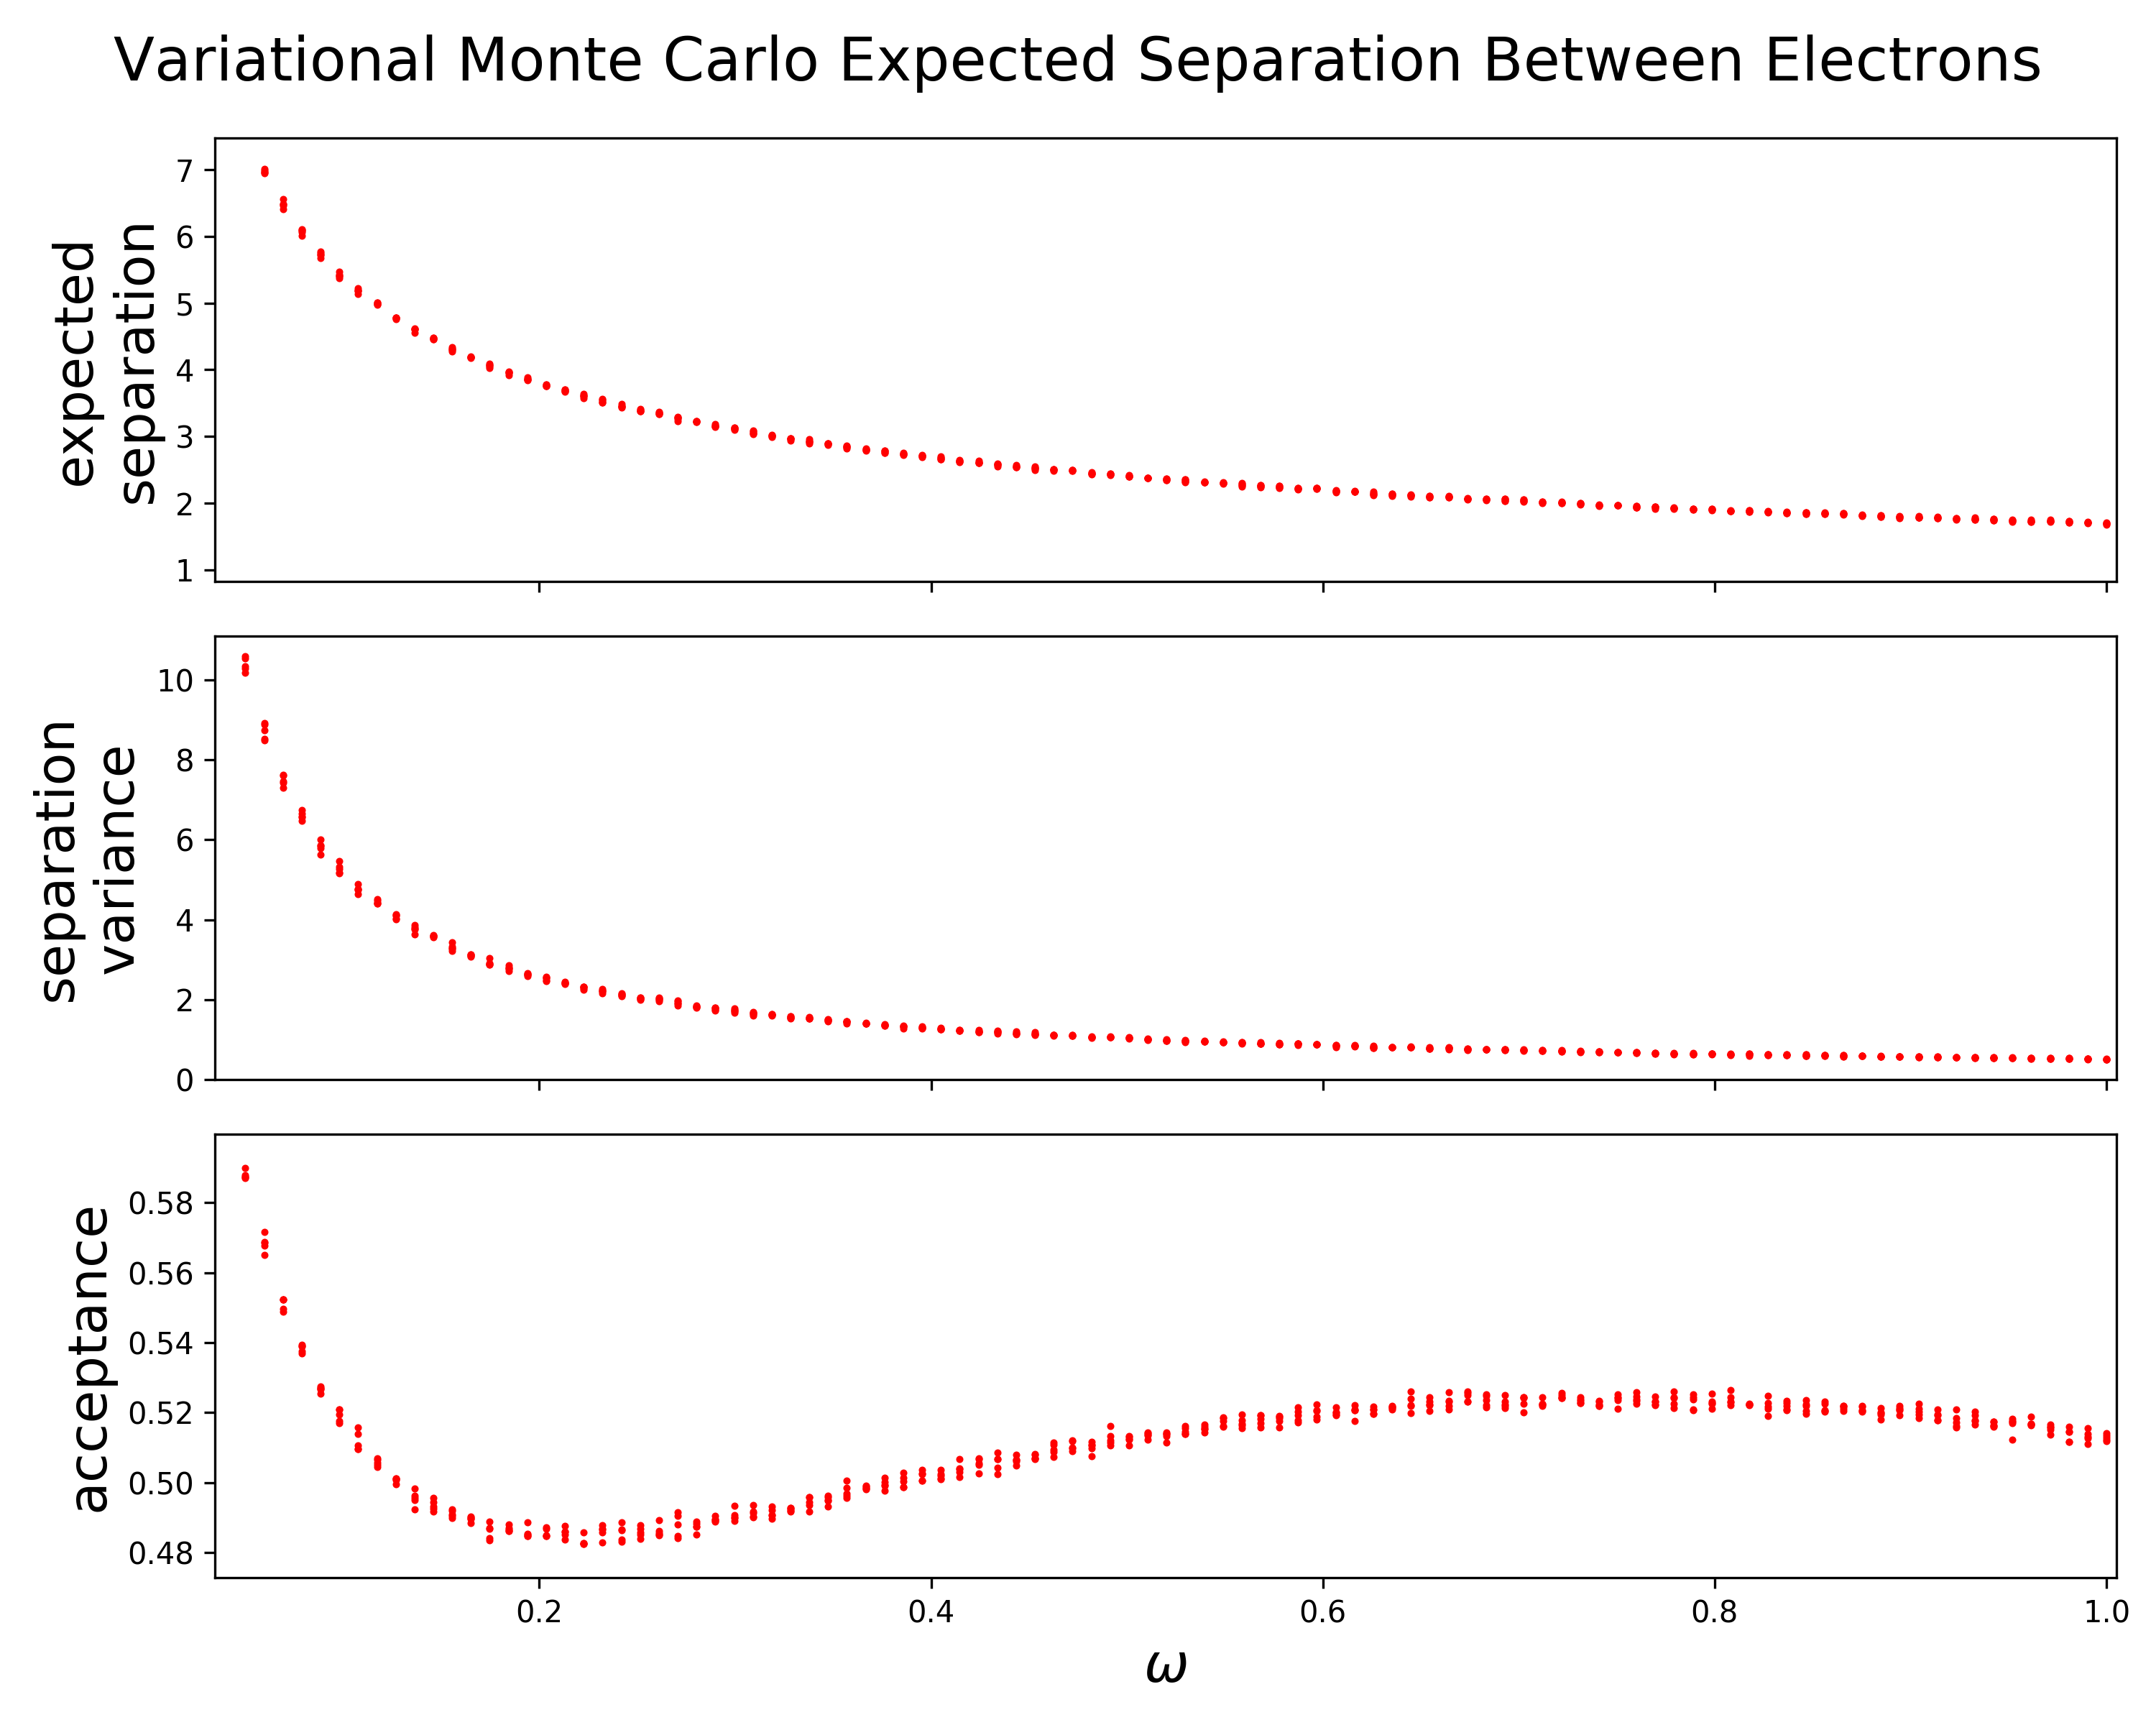 Variational Monte Carlo Expected Separation Between Electrons
expected
separation
7
6
5
4
3
2
1
separation
variance
10
8
6
4
2
0
acceptance
0.58
0.56
0.54
0.52
0.50
0.48
0.2 0.4 0.6 0.8 1.0
ω